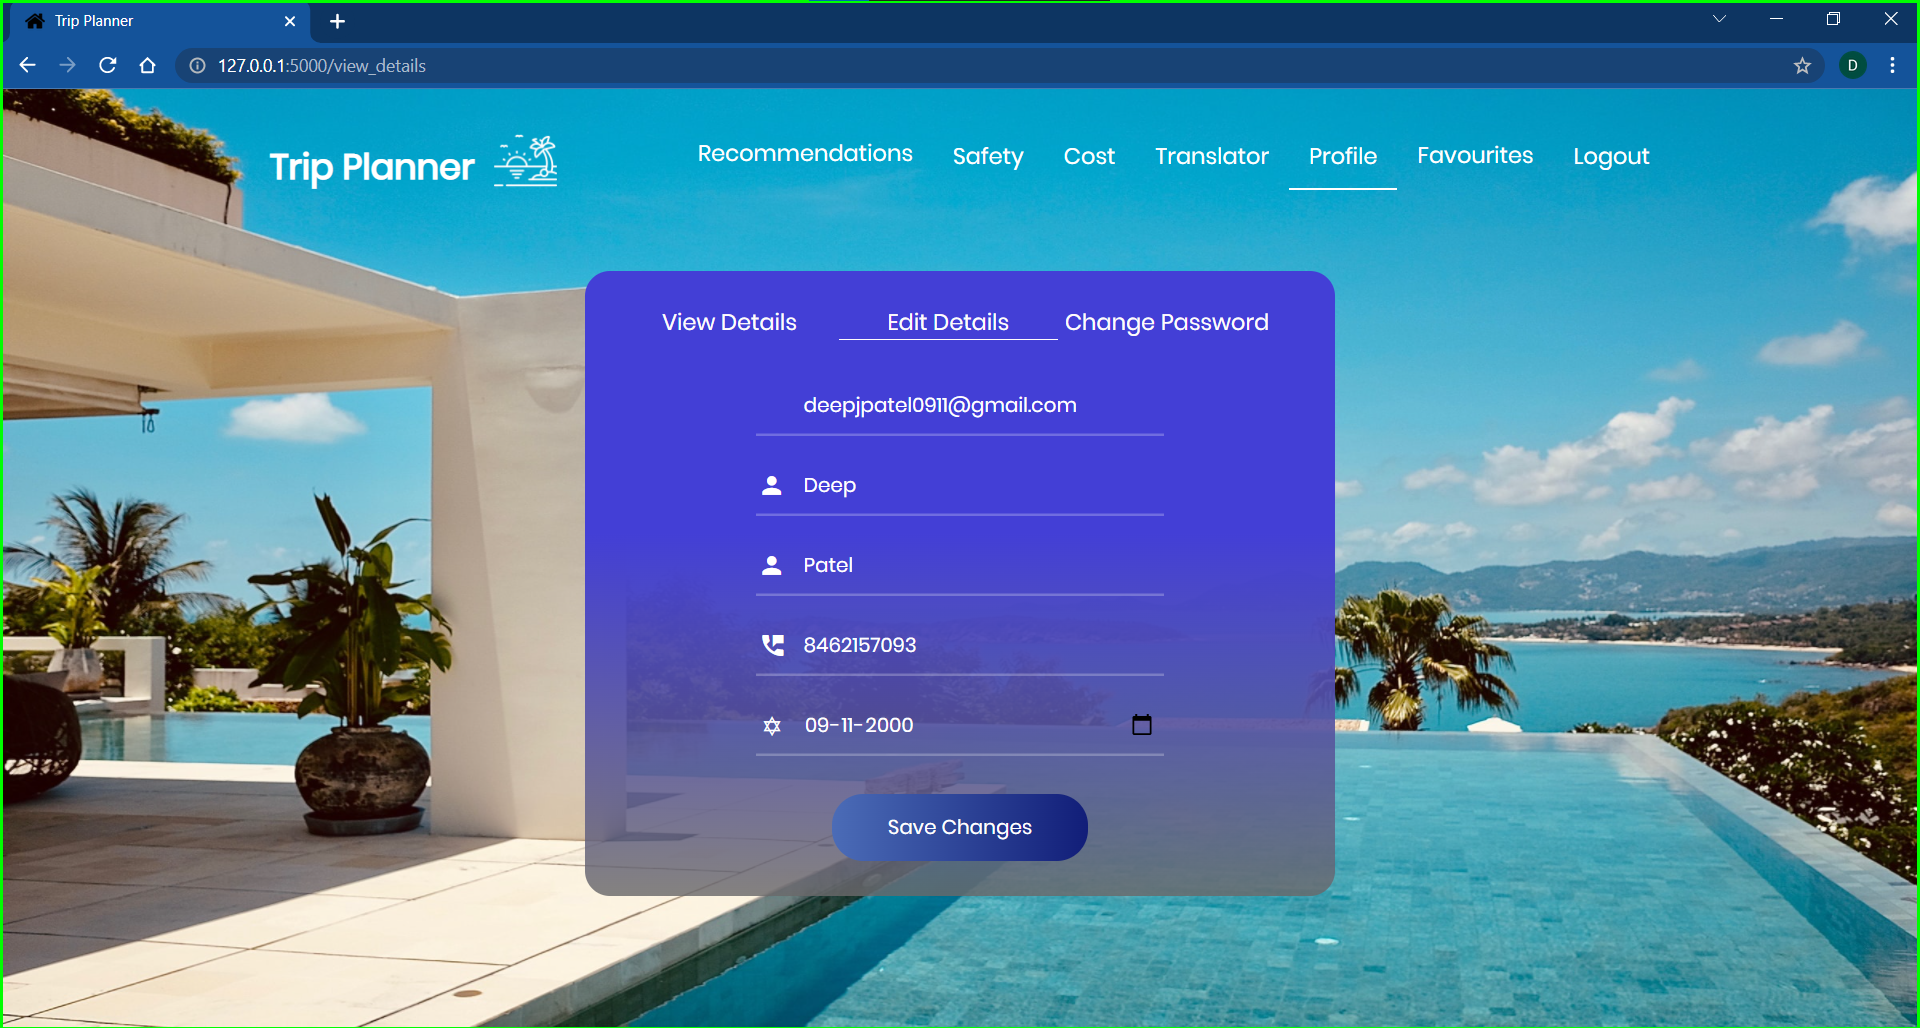 Trip Planner
127.0.0.1:5000/view_details
D
Trip Planner
Recommendations Safety Cost Translator Profile Favourites Logout
View Details Edit Details Change Password
deepjpatel0911@gmail.com
Deep
Patel
8462157093
09-11-2000
Save Changes